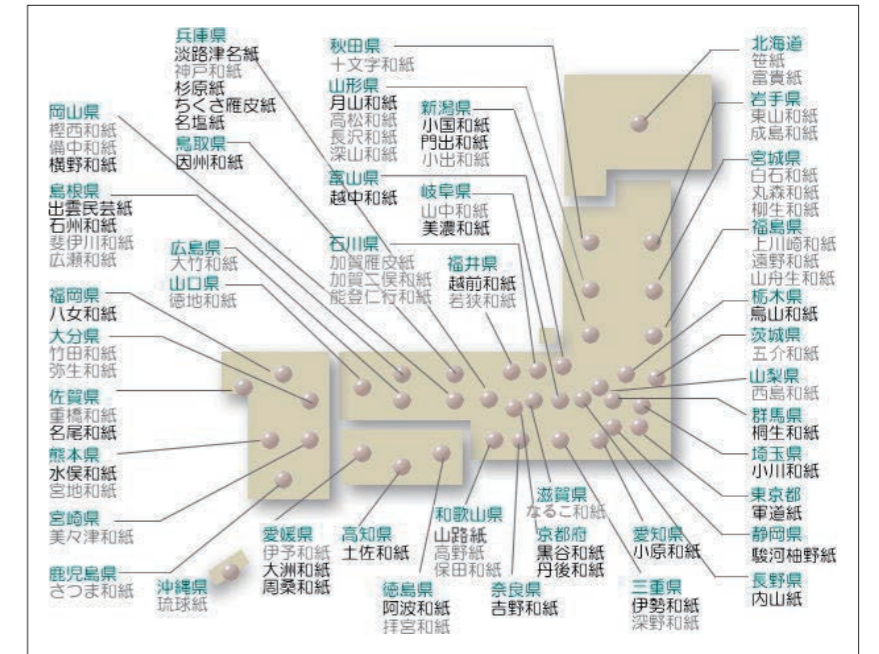 兵庫県
淡路津名紙
神戸和紙
杉原紙
ちくさ雁皮紙
名塩紙
秋田県
十文字和紙
山形県
月山和紙
高松和紙
長沢和紙
深山和紙
新潟県
小国和紙
門出和紙
小出和紙
北海道
笹紙
富貴紙
岩手県
東山和紙
成島和紙
宮城県
白石和紙
丸森和紙
柳生和紙
福島県
上川崎和紙
遠野和紙
山舟生和紙
岡山県
樫西和紙
備中和紙
横野和紙
鳥取県
因州和紙
富山県
越中和紙
岐阜県
山中和紙
美濃和紙
島根県
出雲民芸紙
石州和紙
斐伊川和紙
広瀬和紙
広島県
大竹和紙
山口県
徳地和紙
石川県
加賀雁皮紙
加賀二俣和紙
能登仁行和紙
福井県
越前和紙
若狭和紙
福岡県
八女和紙
大分県
竹田和紙
弥生和紙
佐賀県
重橋和紙
名尾和紙
熊本県
水俣和紙
宮地和紙
宮崎県
美々津和紙
鹿児島県
さつま和紙
沖縄県
琉球紙
栃木県
烏山和紙
茨城県
五介和紙
山梨県
西島和紙
群馬県
桐生和紙
埼玉県
小川和紙
東京都
軍道紙
静岡県
駿河柚野紙
長野県
内山紙
愛媛県
伊予和紙
大洲和紙
周桑和紙
高知県
土佐和紙
徳島県
阿波和紙
拝宮和紙
和歌山県
山路紙
高野紙
保田和紙
奈良県
吉野和紙
滋賀県
なるこ和紙
京都府
黒谷和紙
丹後和紙
愛知県
小原和紙
三重県
伊勢和紙
深野和紙